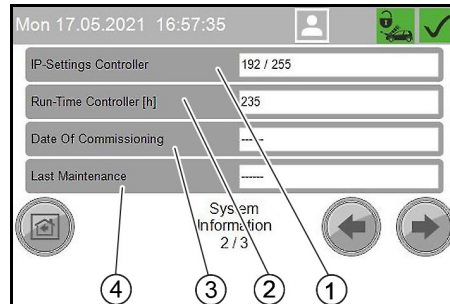 Mon 17.05.2021 16:57:35
IP-Settings Controller 192 / 255
Run-Time Controller [h] 235
Date Of Commissioning ------
Last Maintenance ------
System
Information
2 / 3
4 3 2 1